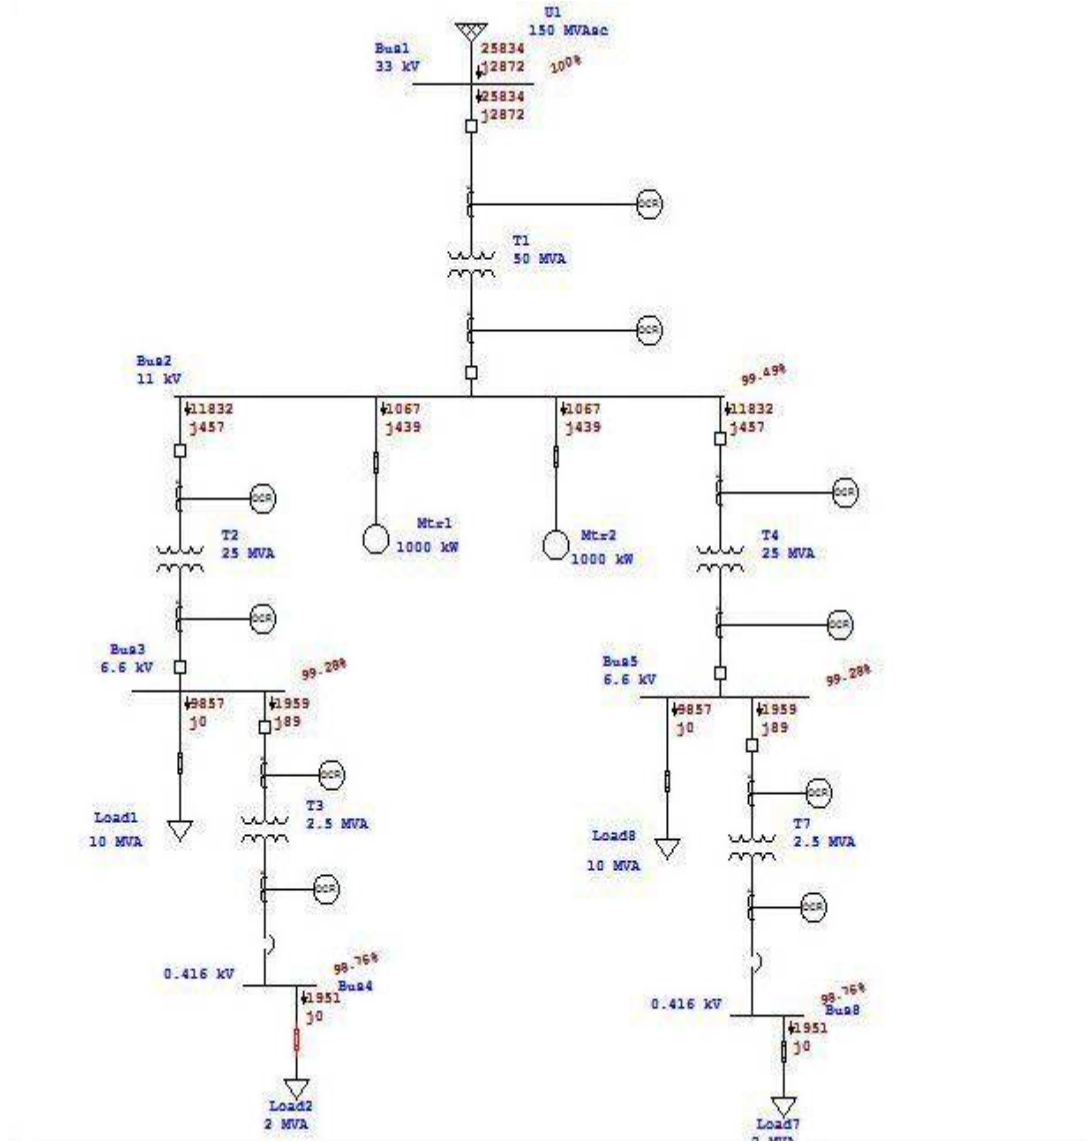 U1
150 MVAsc
Bus1
33 kV
25834
j2872
100%
25834
j2872
OCR
T1
50 MVA
OCR
Bus2
11 kV
99.49%
11832
j457
1067
j439
1067
j439
11832
j457
OCR
OCR
T2
25 MVA
Mtr1
1000 kW
Mtr2
1000 kW
T4
25 MVA
OCR
OCR
Bus3
6.6 kV
99.28%
Bus5
6.6 kV
99.28%
9857
j0
1959
j89
9857
j0
1959
j89
OCR
OCR
Load1
10 MVA
T3
2.5 MVA
Load8
10 MVA
T7
2.5 MVA
OCR
OCR
0.416 kV
98.76%
Bus4
1951
j0
0.416 kV
98.76%
Bus8
1951
j0
Load2
2 MVA
Load7
2 MVA